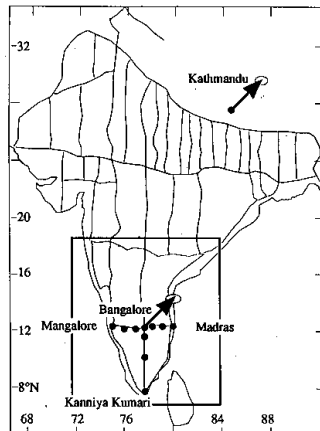 32
Kathmandu
20
16
Bangalore
Mangalore
12
Madras
8°N
Kanniya Kumari
68 72 76 80 84 88